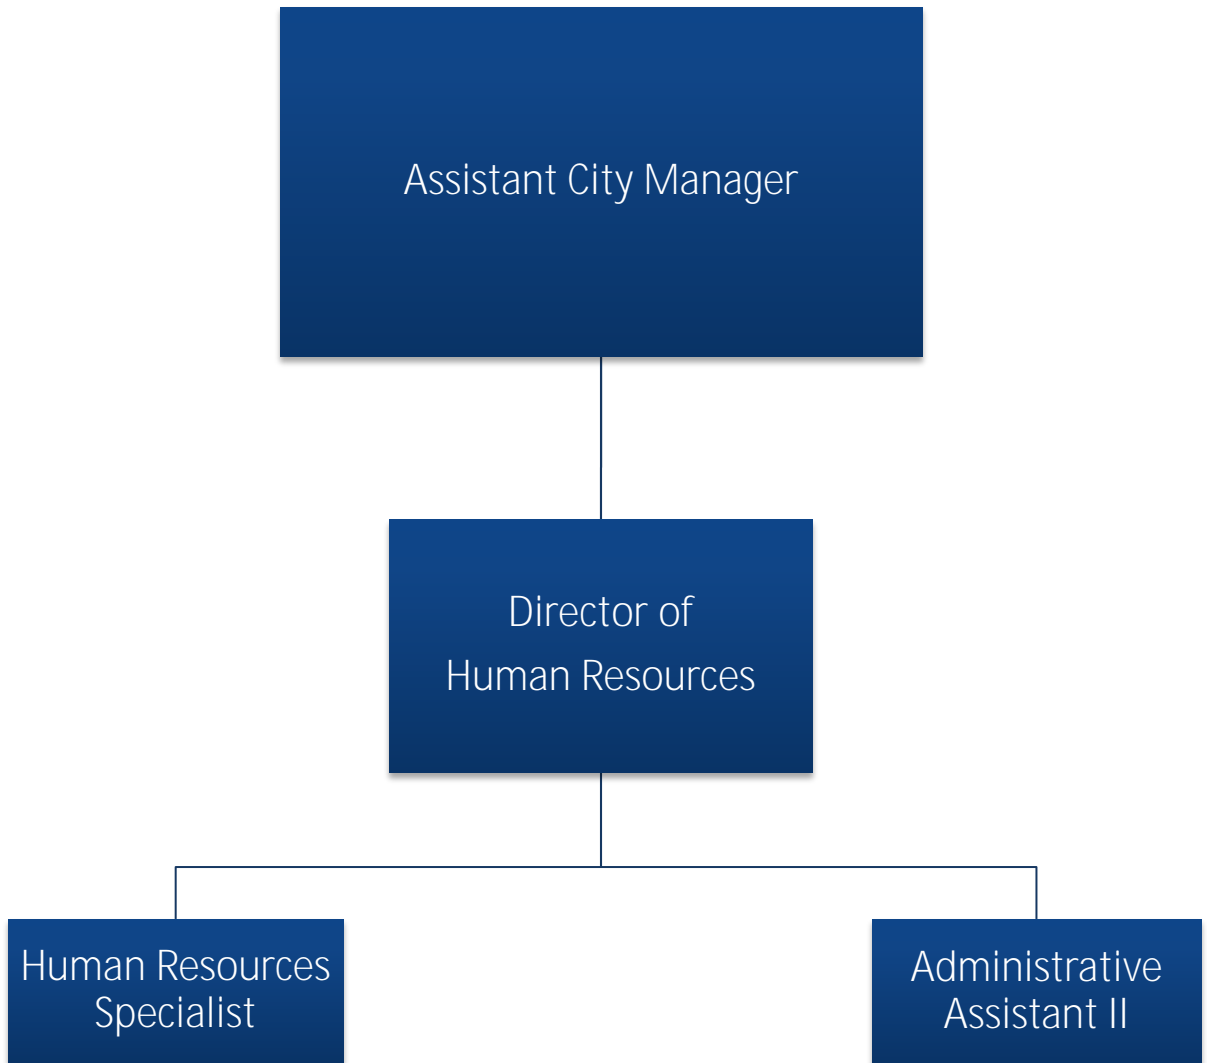 Assistant City Manager
Director of
Human Resources
Human Resources
Specialist
Administrative
Assistant II